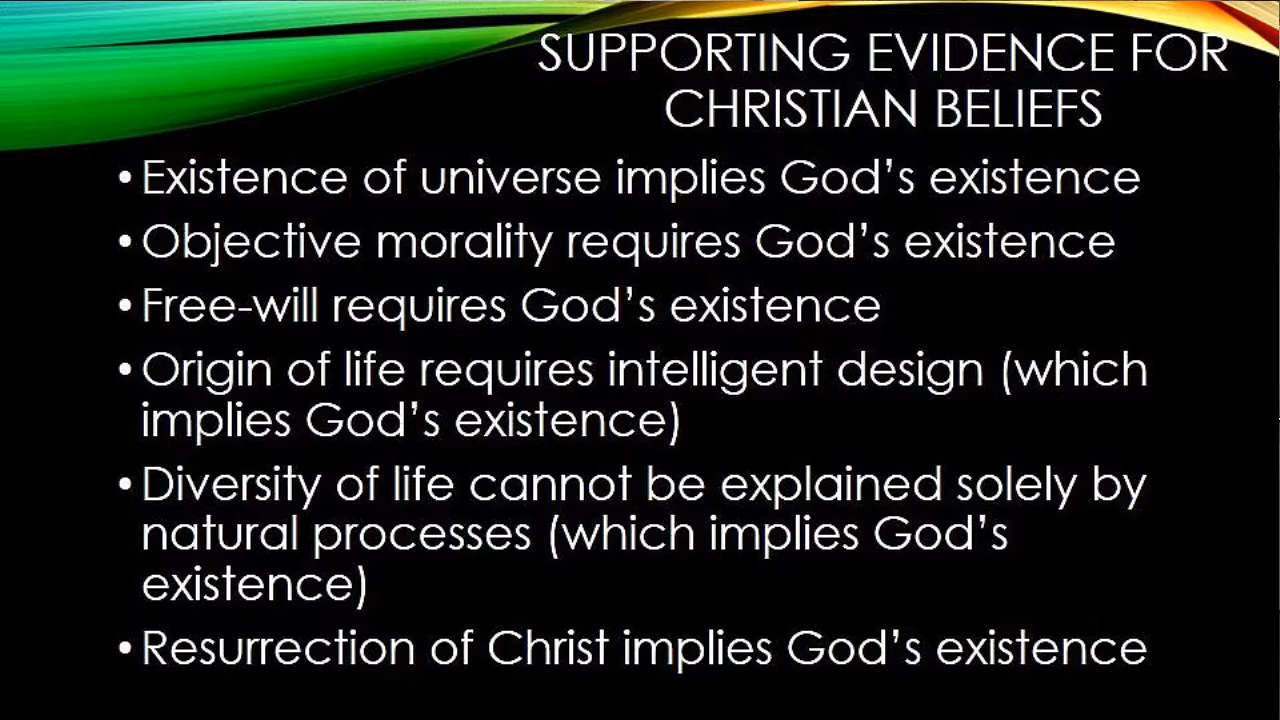 SUPPORTING EVIDENCE FOR
CHRISTIAN BELIEFS
• Existence of universe implies God's existence
• Objective morality requires God's existence
• Free-will requires God's existence
• Origin of life requires intelligent design (which
implies God's existence)
• Diversity of life cannot be explained solely by
natural processes (which implies God's
existence)
• Resurrection of Christ implies God's existence